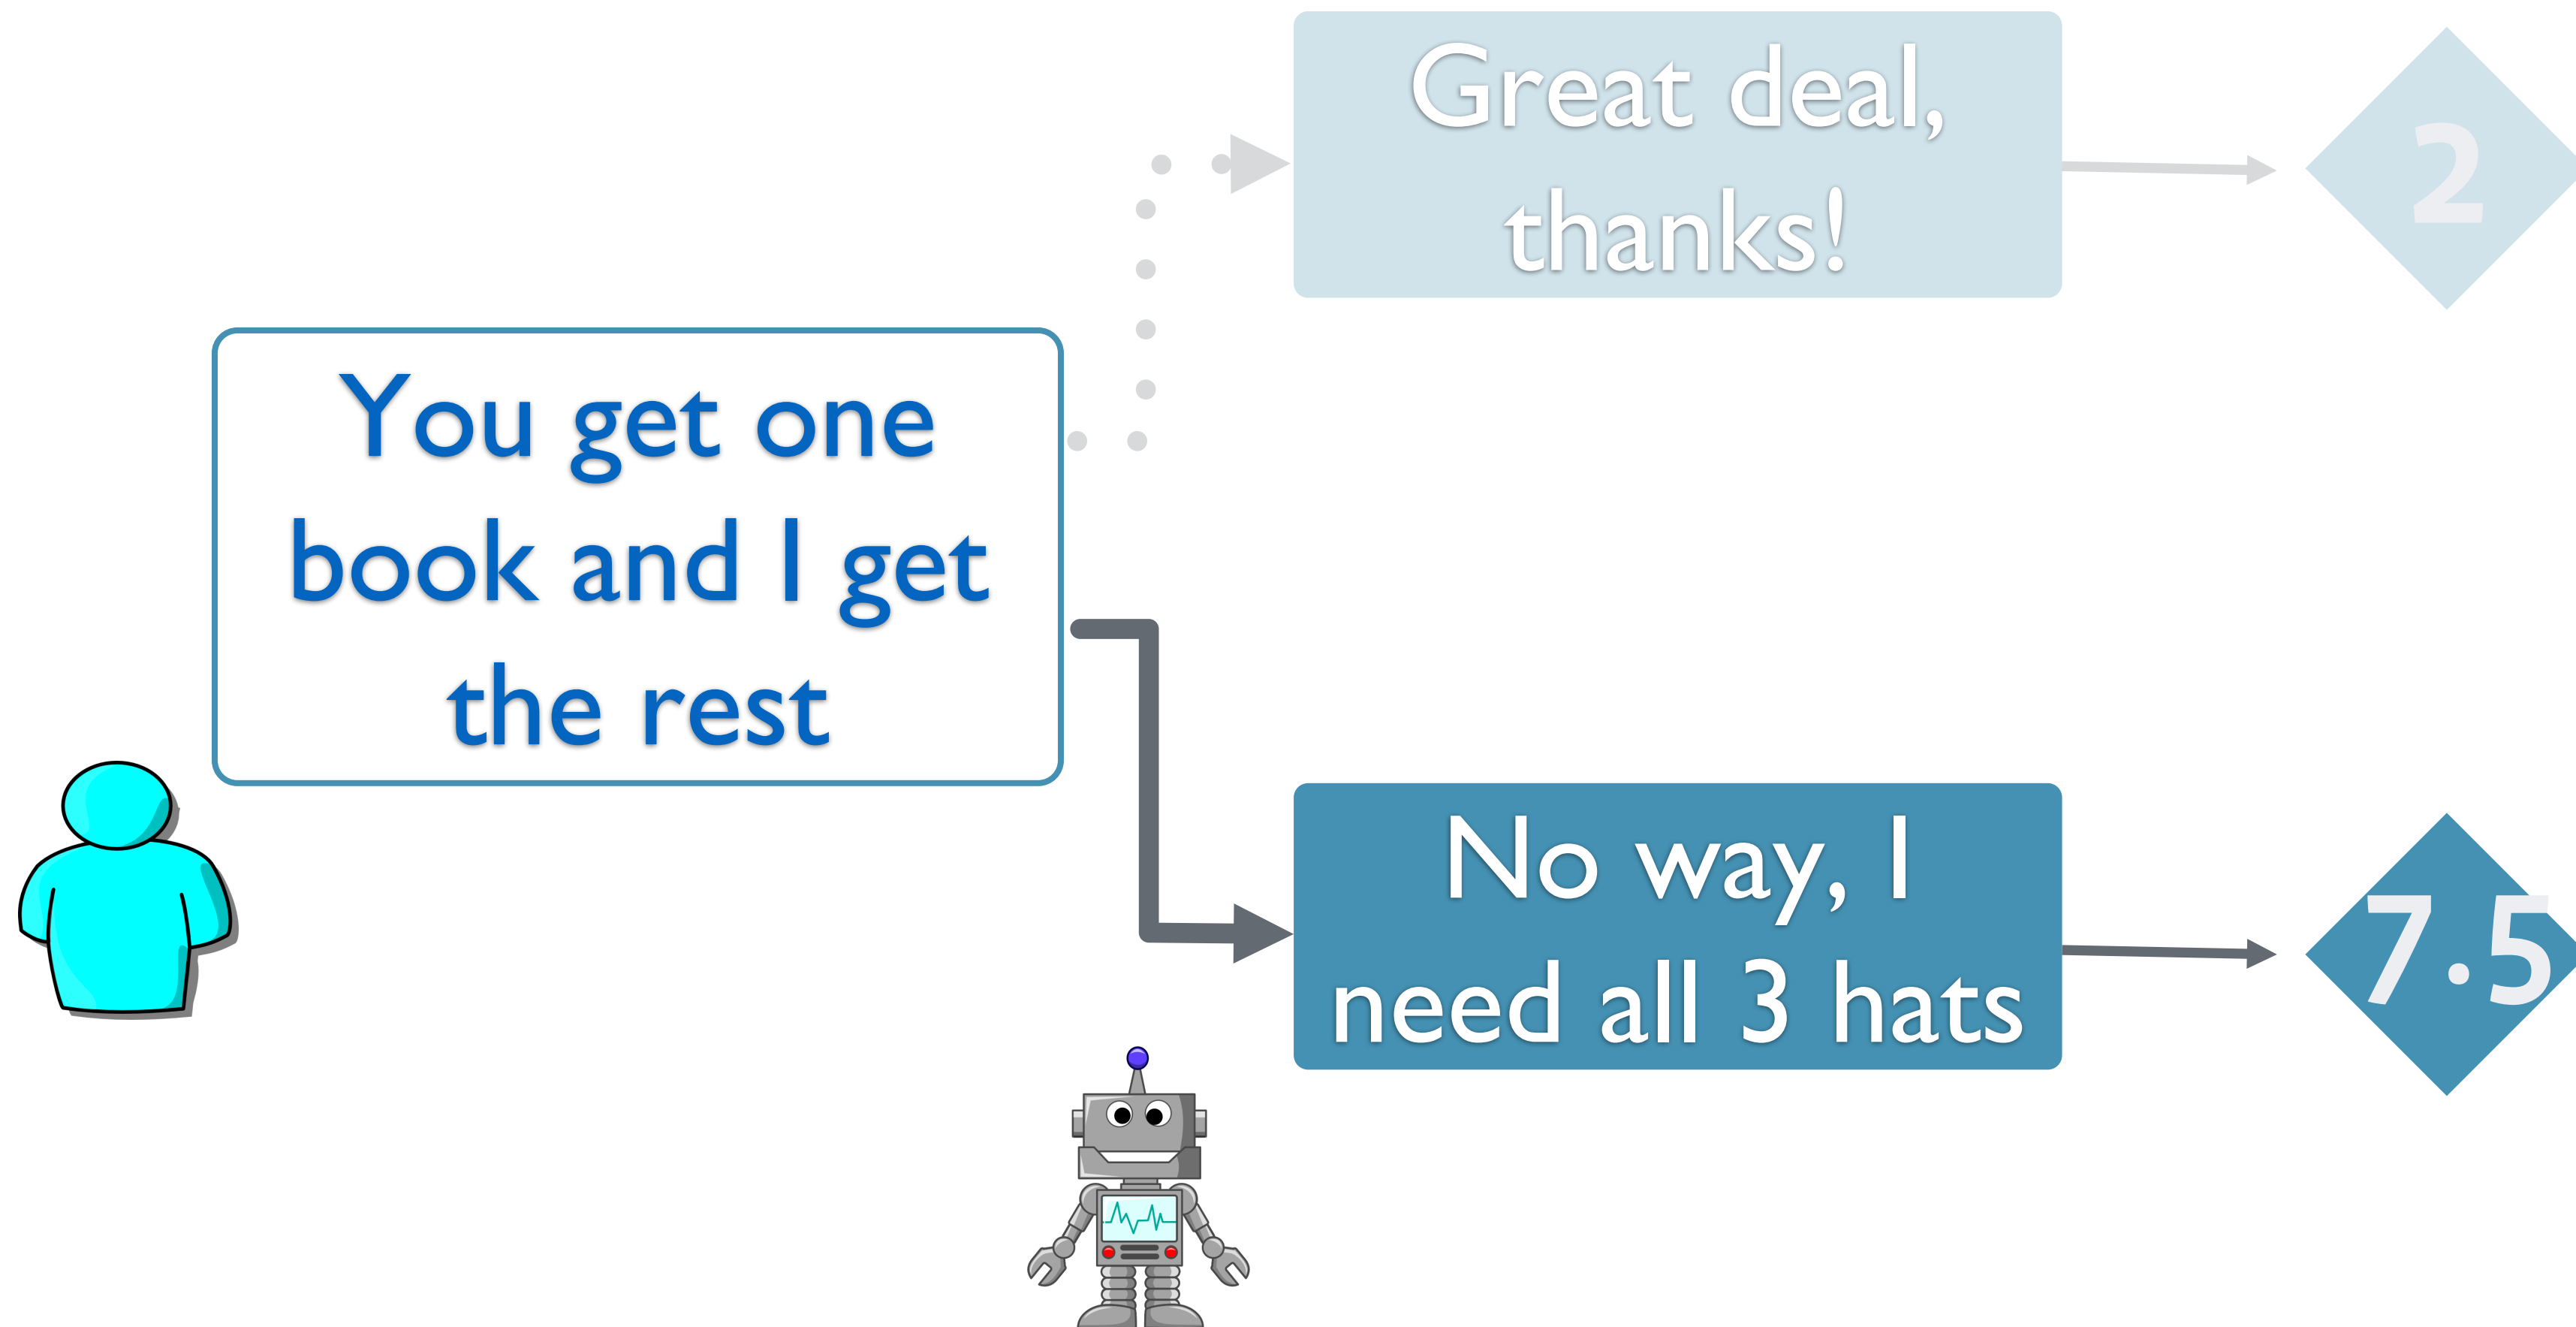 Great deal,
thanks!
2
You get one
book and I get
the rest
No way, I
need all 3 hats
7.5